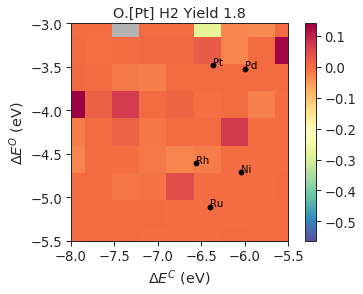 O.[Pt] H2 Yield 1.8
−3.0
−3.5
−4.0
−4.5
−5.0
−5.5
ΔE^O (eV)
Pt
Pd
Rh
Ni
Ru
−8.0 −7.5 −7.0 −6.5 −6.0 −5.5
ΔE^C (eV)
0.1
0.0
−0.1
−0.2
−0.3
−0.4
−0.5